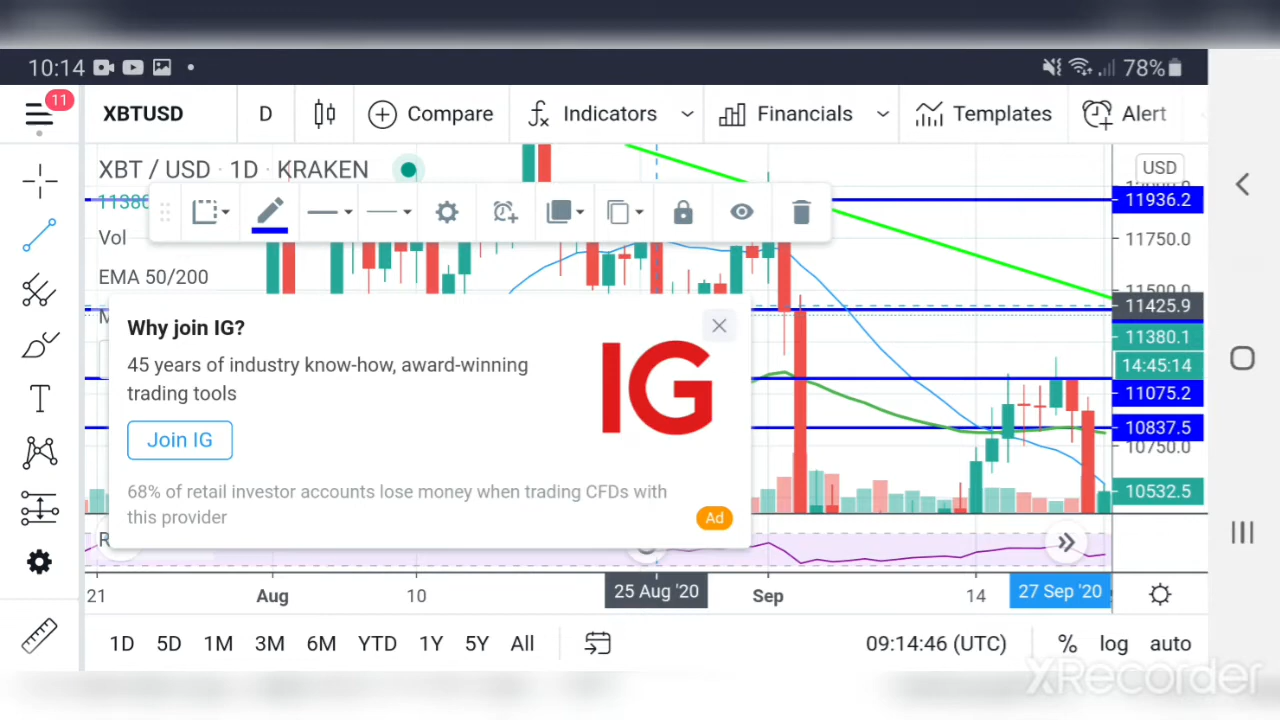 10:14
78%
11
XBTUSD
D
Compare
Indicators
Financials
Templates
Alert
XBT / USD · 1D · KRAKEN
USD
11380
11936.2
Vol
11750.0
EMA 50/200
11500.0
11425.9
M
Why join IG?
11380.1
45 years of industry know-how, award-winning
trading tools
IG
14:45:14
11075.2
Join IG
10837.5
10750.0
68% of retail investor accounts lose money when trading CFDs with
this provider
Ad
10532.5
R
21
Aug
10
25 Aug '20
Sep
14
27 Sep '20
1D
5D
1M
3M
6M
YTD
1Y
5Y
All
09:14:46 (UTC)
%
log
auto
XRecorder